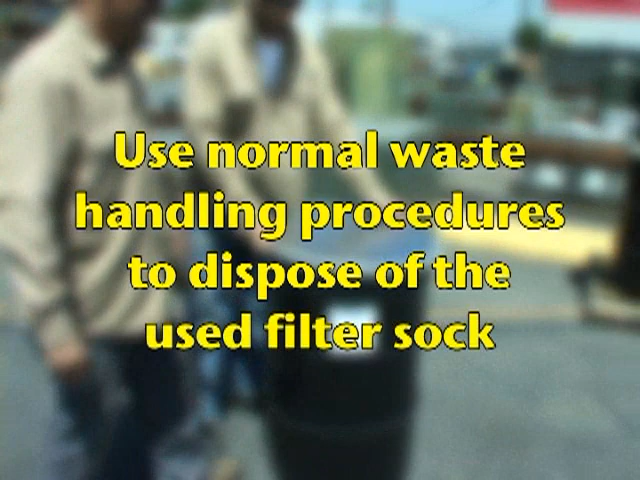 Use normal waste
handling procedures
to dispose of the
used filter sock